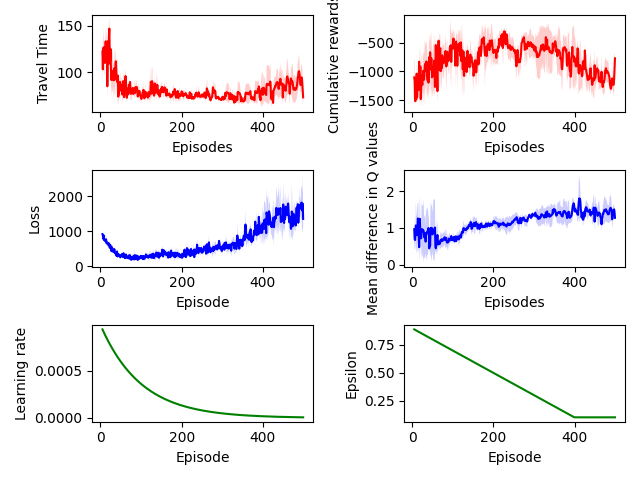 150
100
Travel Time
0 200 400
Episodes
−500
−1000
−1500
Cumulative rewards
0 200 400
Episodes
2000
1000
0
Loss
0 200 400
Episode
2
1
0
Mean difference in Q values
0 200 400
Episodes
0.0005
0.0000
Learning rate
0 200 400
Episode
0.75
0.50
0.25
Epsilon
0 200 400
Episode